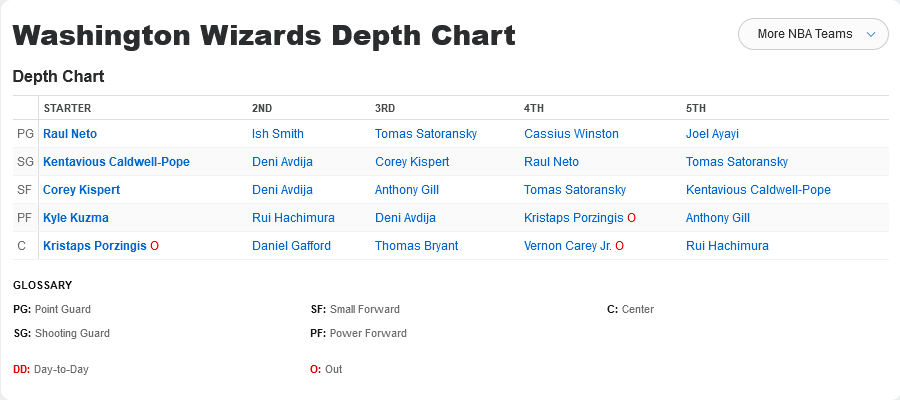 Washington Wizards Depth Chart
More NBA Teams
Depth Chart
STARTER 2ND 3RD 4TH 5TH
PG Raul Neto Ish Smith Tomas Satoransky Cassius Winston Joel Ayayi
SG Kentavious Caldwell-Pope Deni Avdija Corey Kispert Raul Neto Tomas Satoransky
SF Corey Kispert Deni Avdija Anthony Gill Tomas Satoransky Kentavious Caldwell-Pope
PF Kyle Kuzma Rui Hachimura Deni Avdija Kristaps Porzingis O Anthony Gill
C Kristaps Porzingis O Daniel Gafford Thomas Bryant Vernon Carey Jr. O Rui Hachimura
GLOSSARY
PG: Point Guard SF: Small Forward C: Center
SG: Shooting Guard PF: Power Forward
DD: Day-to-Day O: Out